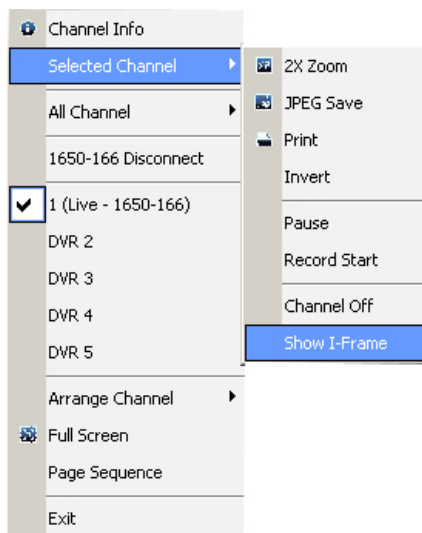 Channel Info
Selected Channel
All Channel
1650-166 Disconnect
1 (Live - 1650-166)
DVR 2
DVR 3
DVR 4
DVR 5
Arrange Channel
Full Screen
Page Sequence
Exit
2X Zoom
JPEG Save
Print
Invert
Pause
Record Start
Channel Off
Show I-Frame